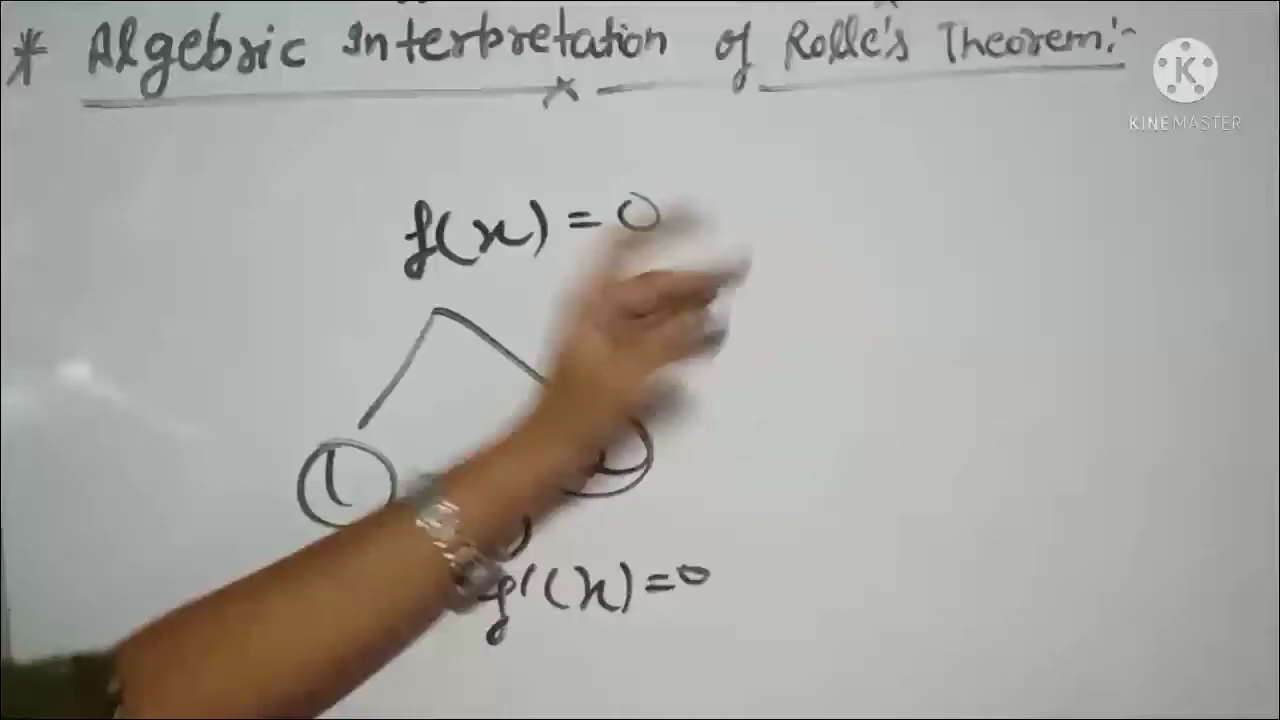 * Algebric Interpretation of Rolle's Theorem:-
K
KINEMASTER
f(x) = 0
f'(x) = 0